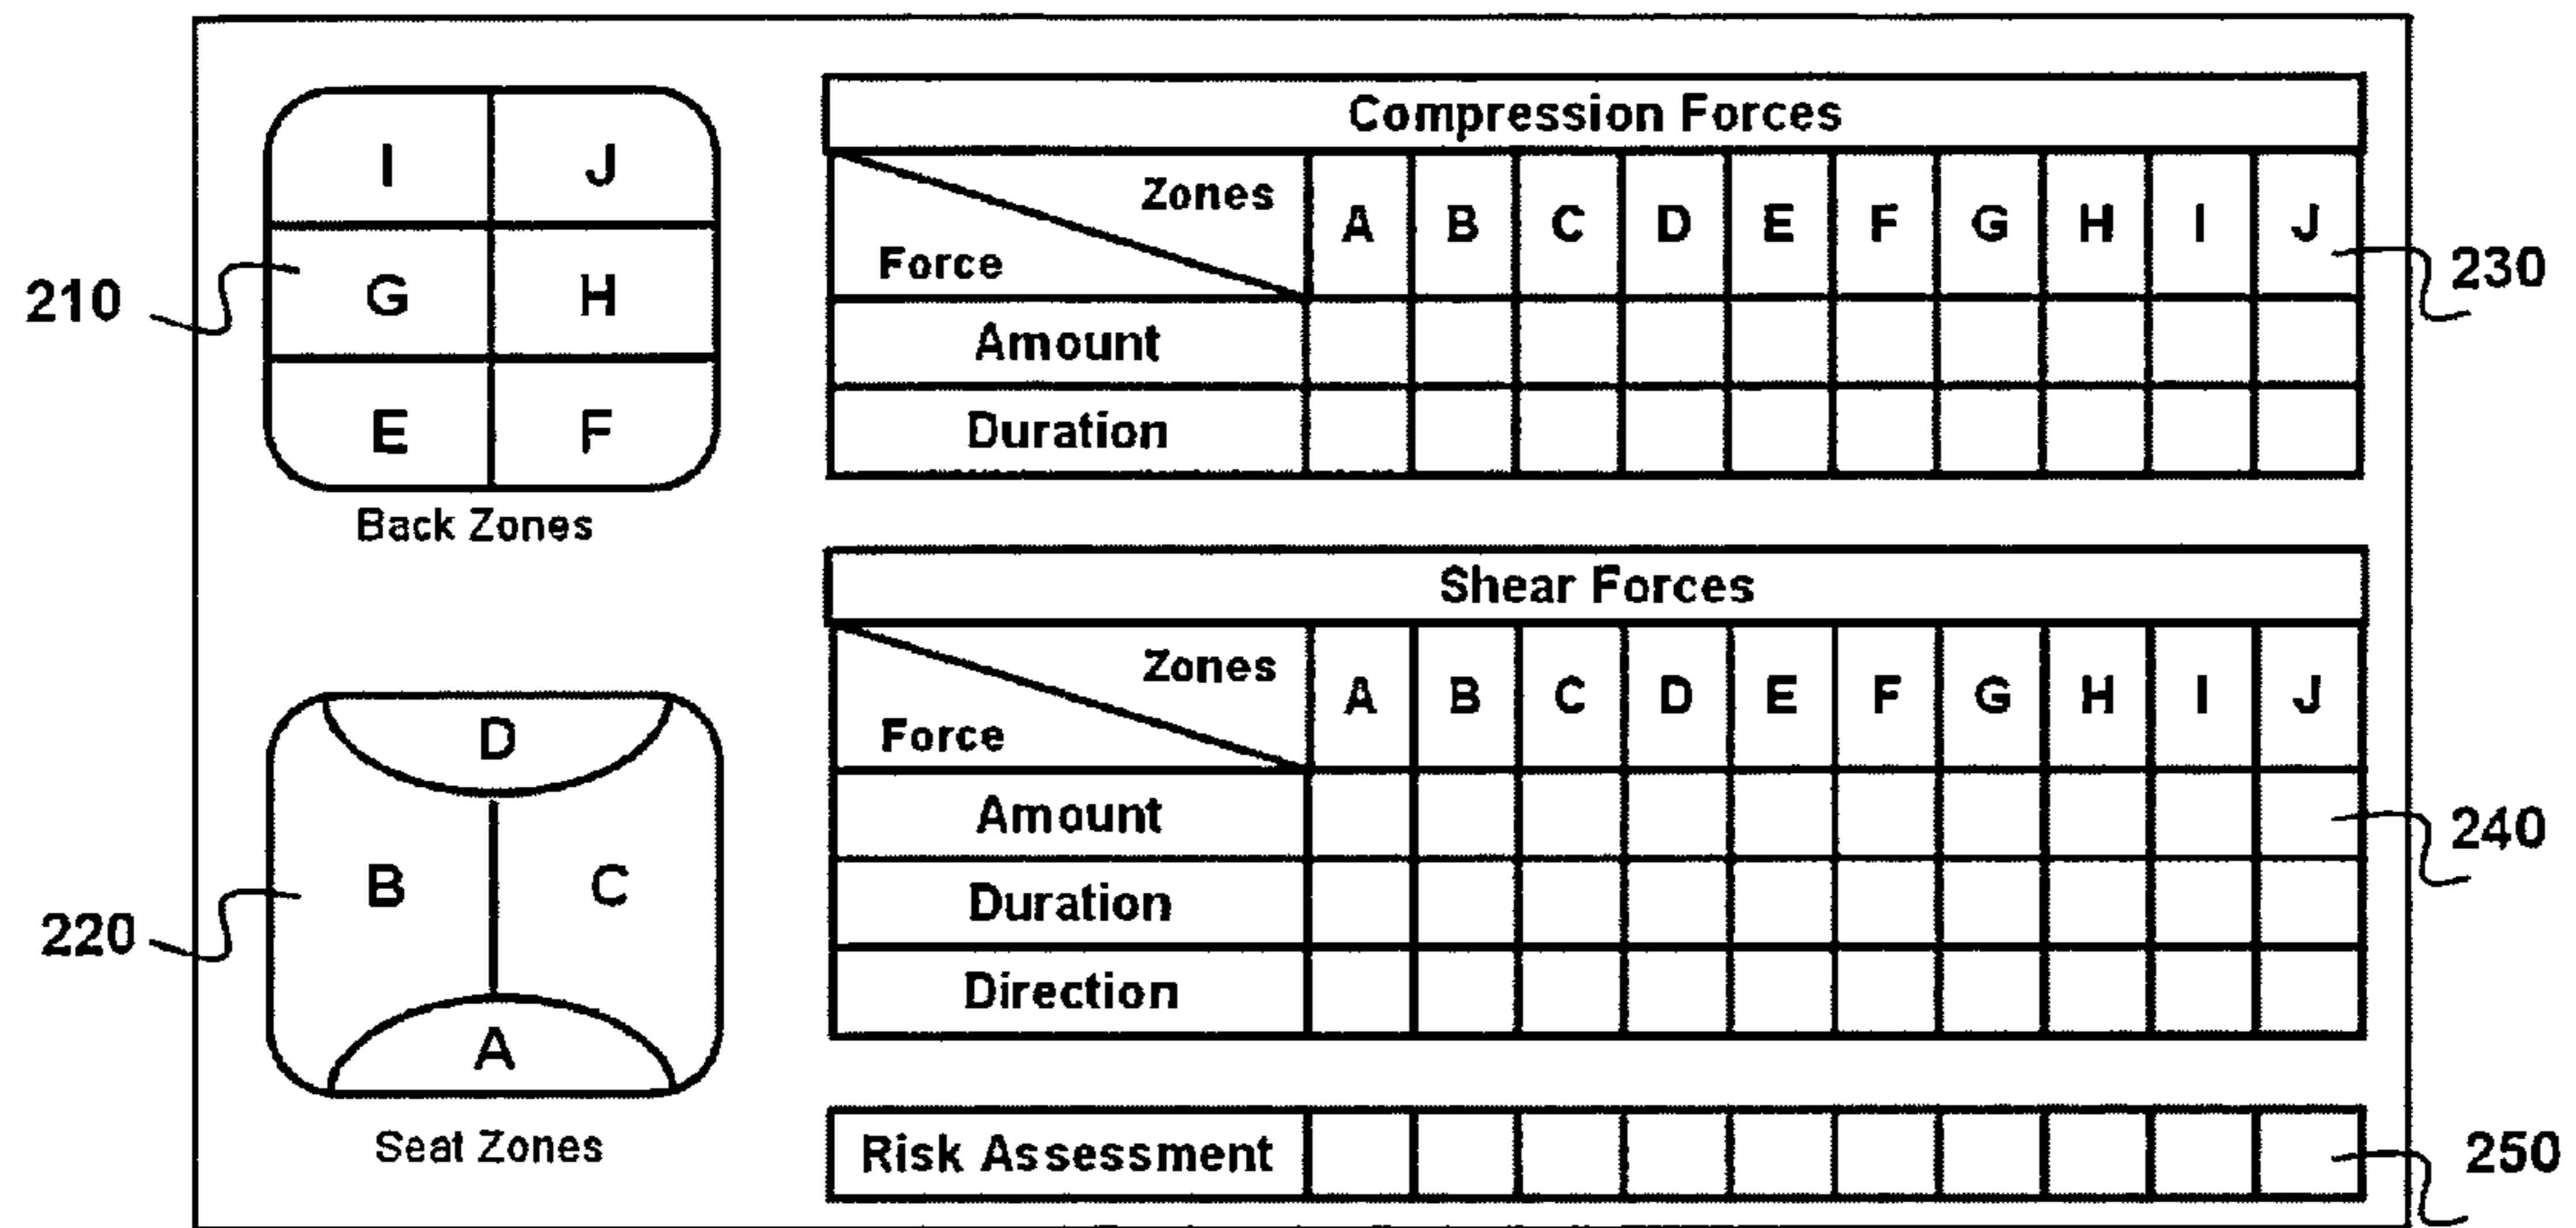 I J
G H
E F
210
Back Zones
D
B C
A
220
Seat Zones
Compression Forces
Zones
Force
A B C D E F G H I J
230
Amount
Duration
Shear Forces
Zones
Force
A B C D E F G H I J
Amount
240
Duration
Direction
Risk Assessment
250